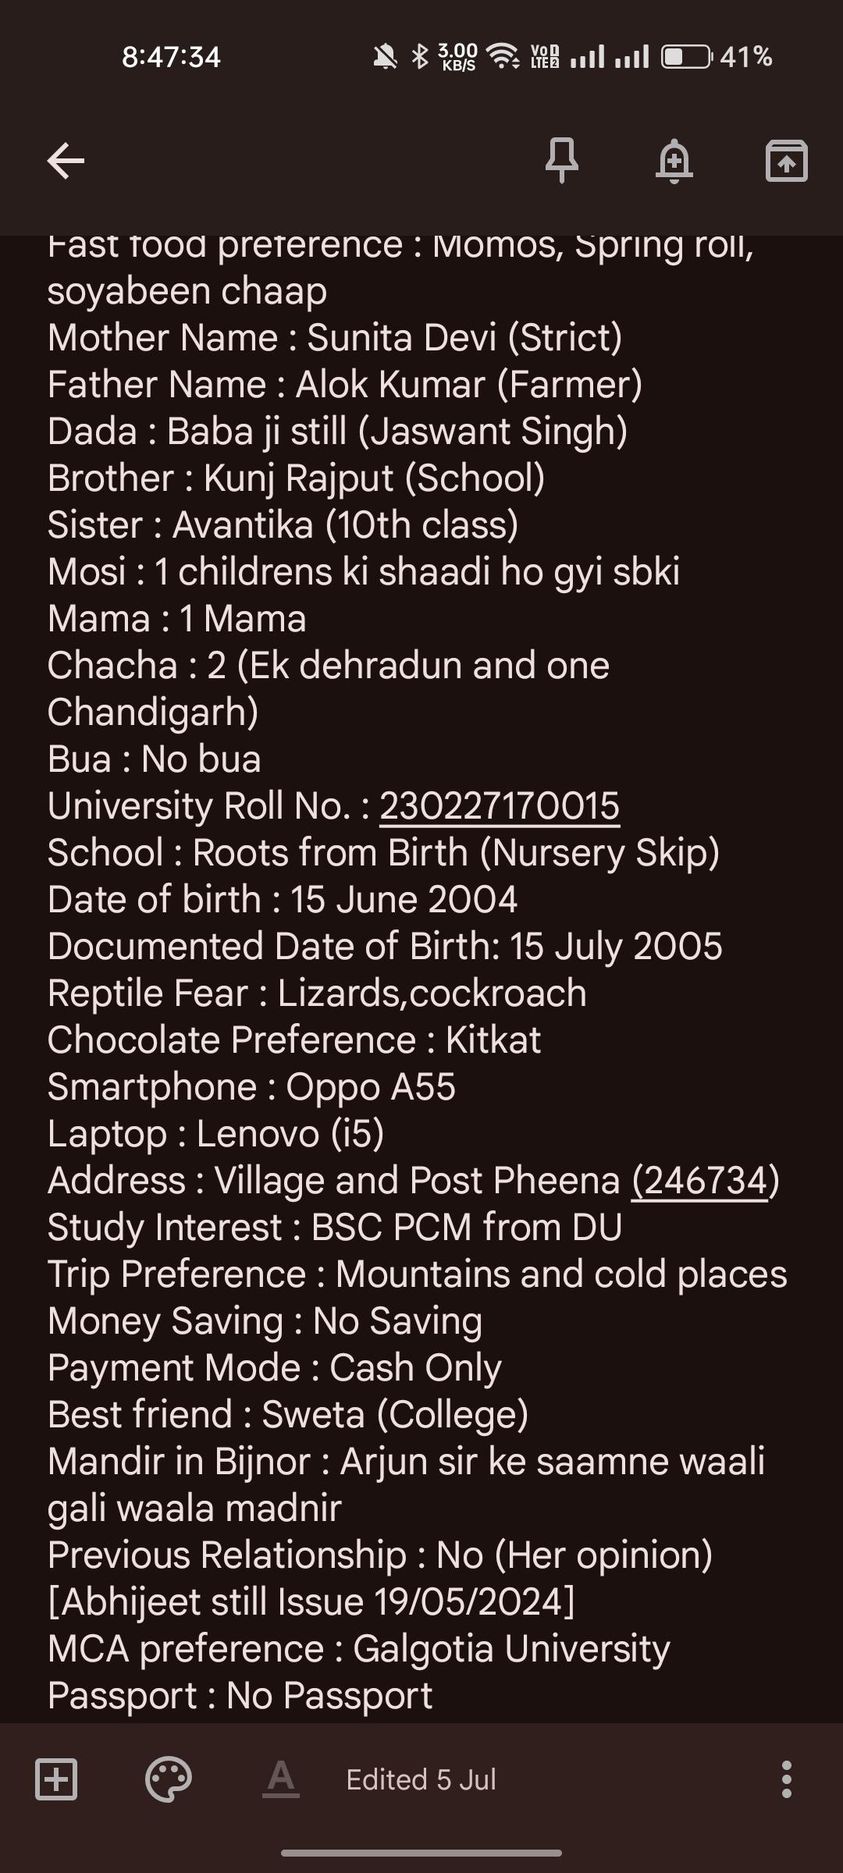 8:47:34 3.00 KB/S Vo LTE 2 41%
Fast food preference : Momos, Spring roll,
soyabeen chaap
Mother Name : Sunita Devi (Strict)
Father Name : Alok Kumar (Farmer)
Dada : Baba ji still (Jaswant Singh)
Brother : Kunj Rajput (School)
Sister : Avantika (10th class)
Mosi : 1 childrens ki shaadi ho gyi sbki
Mama : 1 Mama
Chacha : 2 (Ek dehradun and one
Chandigarh)
Bua : No bua
University Roll No. : 230227170015
School : Roots from Birth (Nursery Skip)
Date of birth : 15 June 2004
Documented Date of Birth: 15 July 2005
Reptile Fear : Lizards,cockroach
Chocolate Preference : Kitkat
Smartphone : Oppo A55
Laptop : Lenovo (i5)
Address : Village and Post Pheena (246734)
Study Interest : BSC PCM from DU
Trip Preference : Mountains and cold places
Money Saving : No Saving
Payment Mode : Cash Only
Best friend : Sweta (College)
Mandir in Bijnor : Arjun sir ke saamne waali
gali waala madnir
Previous Relationship : No (Her opinion)
[Abhijeet still Issue 19/05/2024]
MCA preference : Galgotia University
Passport : No Passport
A Edited 5 Jul